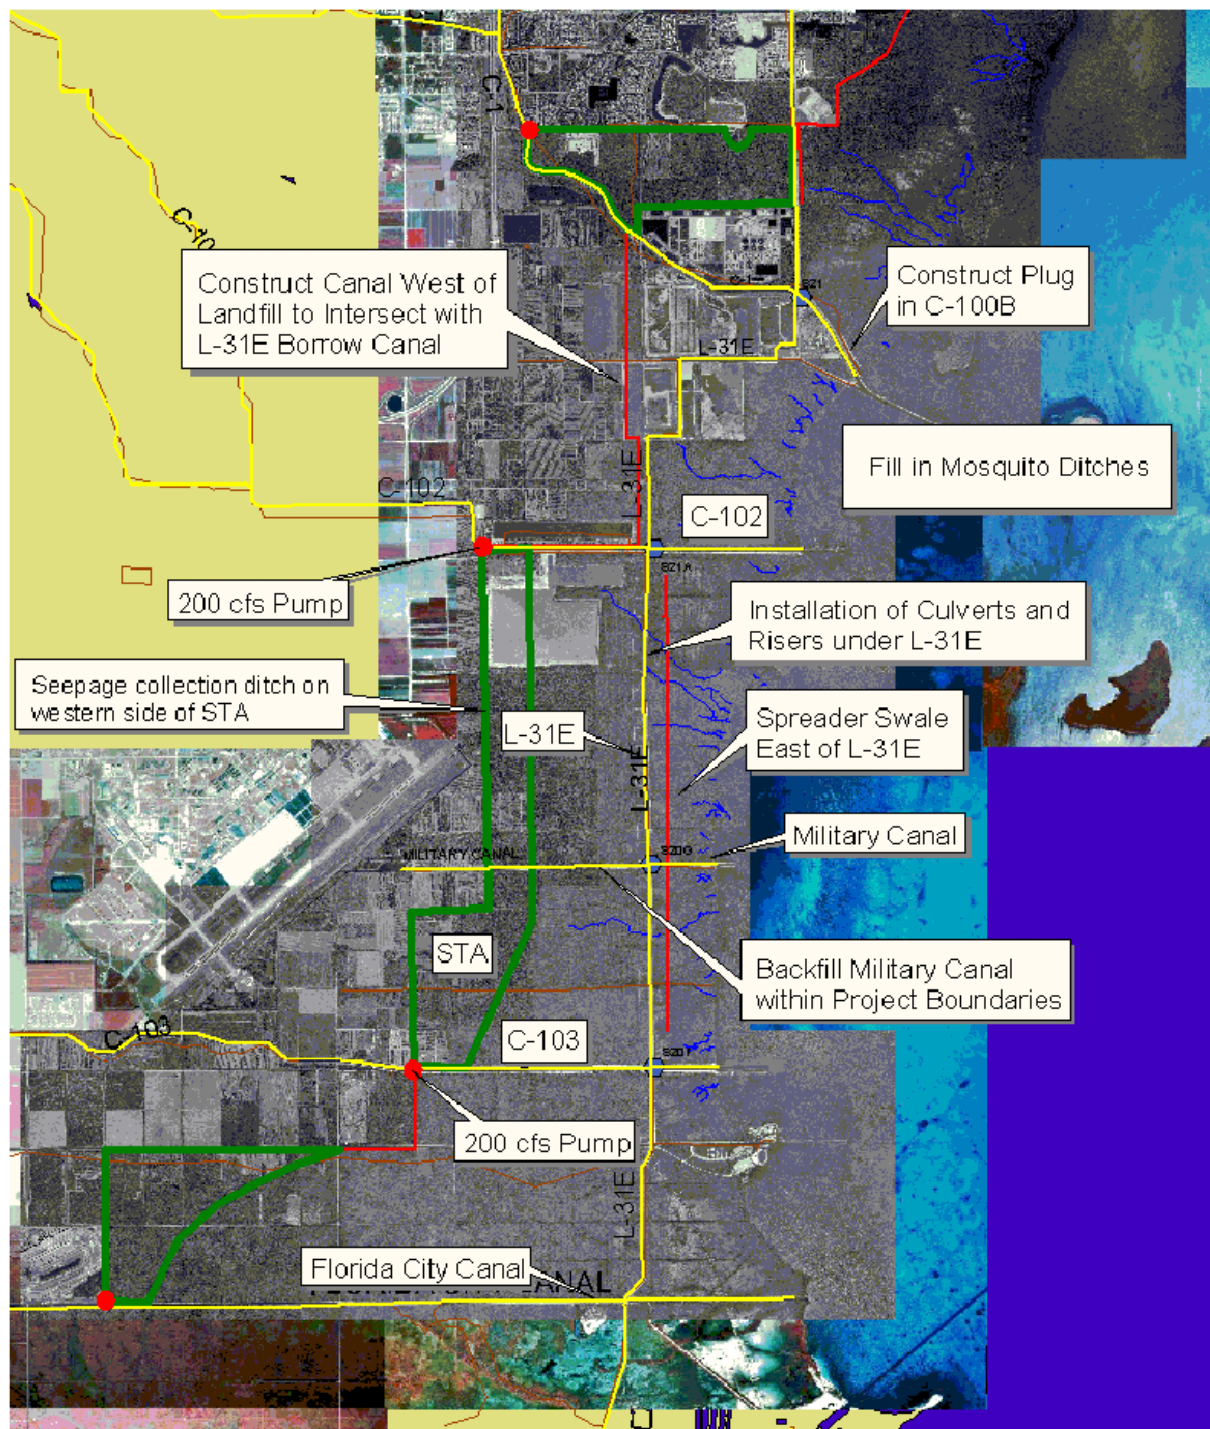 C-1
C-10
Construct Canal West of
Landfill to Intersect with
L-31E Borrow Canal
Construct Plug
in C-100B
L-31E
Fill in Mosquito Ditches
L-31E
C-102
C-102
200 cfs Pump
Installation of Culverts and
Risers under L-31E
Seepage collection ditch on
western side of STA
L-31E
L-31E
Spreader Swale
East of L-31E
Military Canal
MILITARY CANAL
STA
Backfill Military Canal
within Project Boundaries
C-103
C-103
200 cfs Pump
L-31E
Florida City Canal